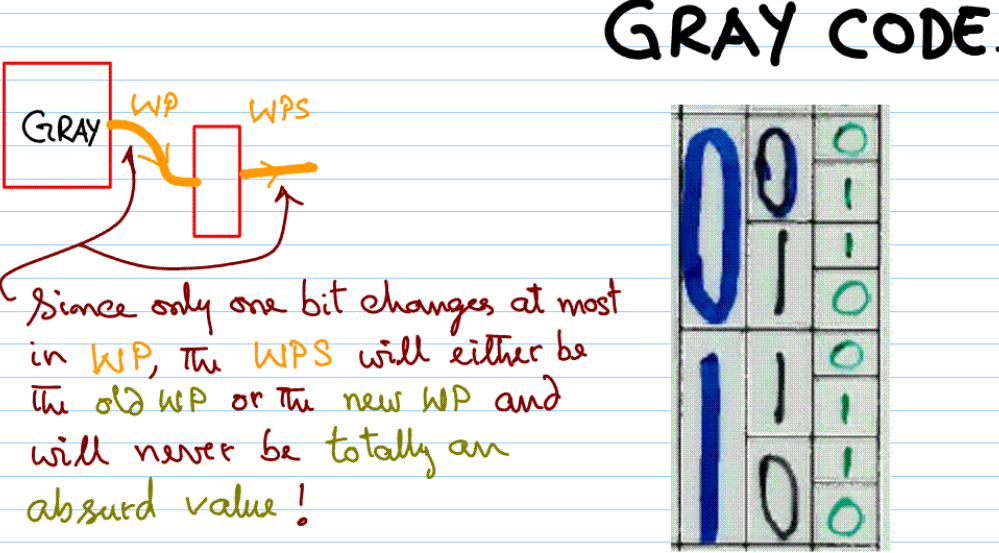 GRAY CODE.
GRAY
WP
WPS
Since only one bit changes at most
in WP, the WPS will either be
the old WP or the new WP and
will never be totally an
absurd value!
0 0 0
1
1 1
0
1 1 0
1
0 1
0